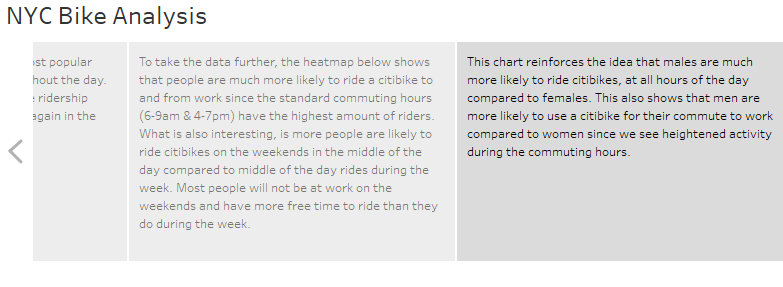 NYC Bike Analysis
st popular
hout the day.
ridership
again in the
To take the data further, the heatmap below shows
that people are much more likely to ride a citibike to
and from work since the standard commuting hours
(6-9am & 4-7pm) have the highest amount of riders.
What is also interesting, is more people are likely to
ride citibikes on the weekends in the middle of the
day compared to middle of the day rides during the
week. Most people will not be at work on the
weekends and have more free time to ride than they
do during the week.
This chart reinforces the idea that males are much
more likely to ride citibikes, at all hours of the day
compared to females. This also shows that men are
more likely to use a citibike for their commute to work
compared to women since we see heightened activity
during the commuting hours.